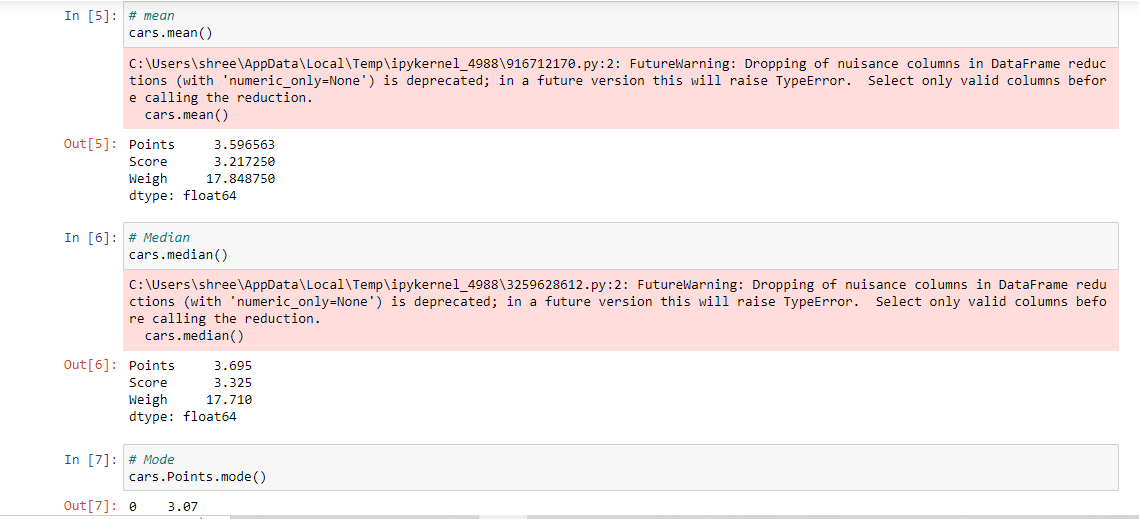 In [5]: # mean
cars.mean()
C:\Users\shree\AppData\Local\Temp\ipykernel_4988\916712170.py:2: FutureWarning: Dropping of nuisance columns in DataFrame reduc
tions (with 'numeric_only=None') is deprecated; in a future version this will raise TypeError.  Select only valid columns befor
e calling the reduction.
  cars.mean()
Out[5]: Points     3.596563
Score      3.217250
Weigh     17.848750
dtype: float64
In [6]: # Median
cars.median()
C:\Users\shree\AppData\Local\Temp\ipykernel_4988\3259628612.py:2: FutureWarning: Dropping of nuisance columns in DataFrame redu
ctions (with 'numeric_only=None') is deprecated; in a future version this will raise TypeError.  Select only valid columns befo
re calling the reduction.
  cars.median()
Out[6]: Points     3.695
Score      3.325
Weigh     17.710
dtype: float64
In [7]: # Mode
cars.Points.mode()
Out[7]: 0    3.07